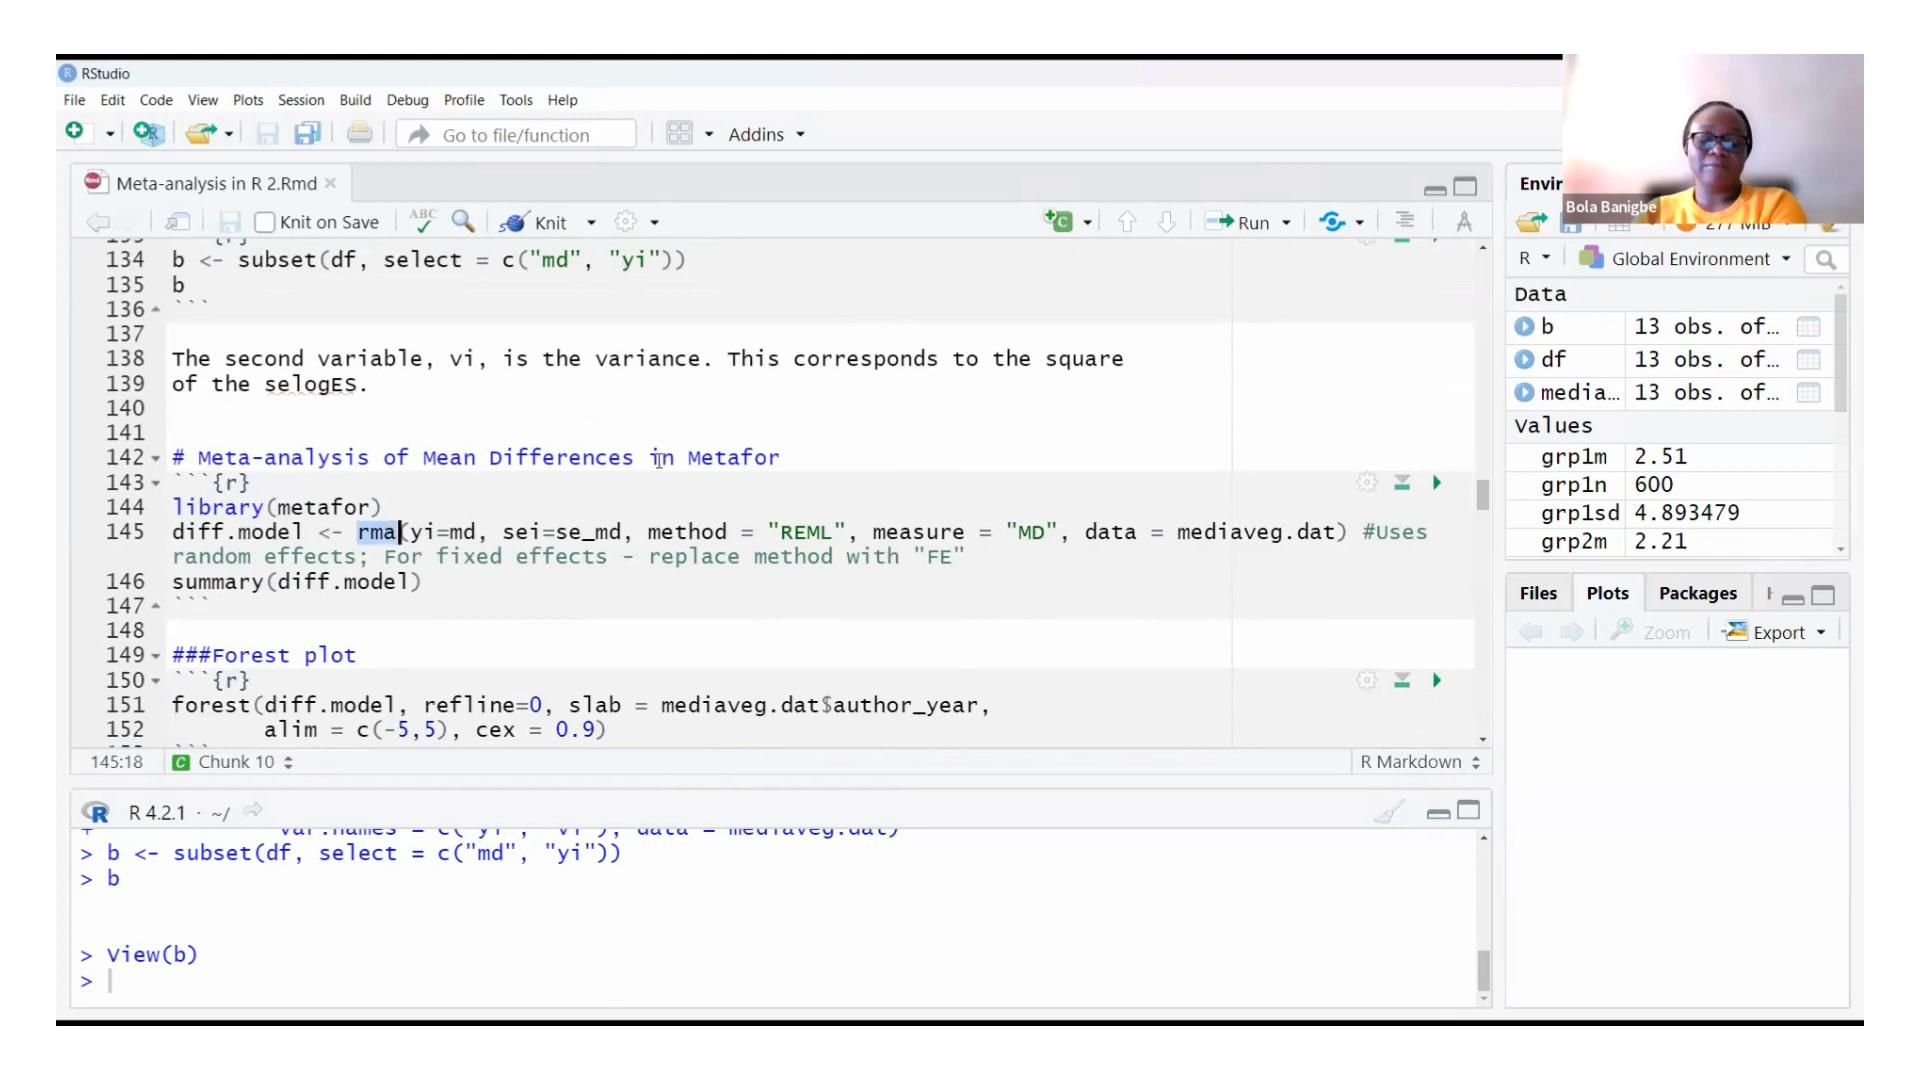 RStudio
File Edit Code View Plots Session Build Debug Profile Tools Help
Go to file/function Addins
Meta-analysis in R 2.Rmd
Knit on Save ABC Knit Run
134 b <- subset(df, select = c("md", "yi"))
135 b
136 ```
137
138 The second variable, vi, is the variance. This corresponds to the square
139 of the selogES.
140
141
142 # Meta-analysis of Mean Differences in Metafor
143 ```{r}
144 library(metafor)
145 diff.model <- rma(yi=md, sei=se_md, method = "REML", measure = "MD", data = mediaveg.dat) #Uses
random effects; For fixed effects - replace method with "FE"
146 summary(diff.model)
147 ```
148
149 ###Forest plot
150 ```{r}
151 forest(diff.model, refline=0, slab = mediaveg.dat$author_year,
152 alim = c(-5,5), cex = 0.9)
145:18 C Chunk 10 R Markdown
R R 4.2.1 · ~/
+ var.names = c("yi", "vi"), data = mediaveg.dat)
> b <- subset(df, select = c("md", "yi"))
> b
> View(b)
>
Bola Banigbe
Envir
277 MiB
R Global Environment
Data
b 13 obs. of…
df 13 obs. of…
media… 13 obs. of…
Values
grp1m 2.51
grp1n 600
grp1sd 4.893479
grp2m 2.21
Files Plots Packages
Zoom Export